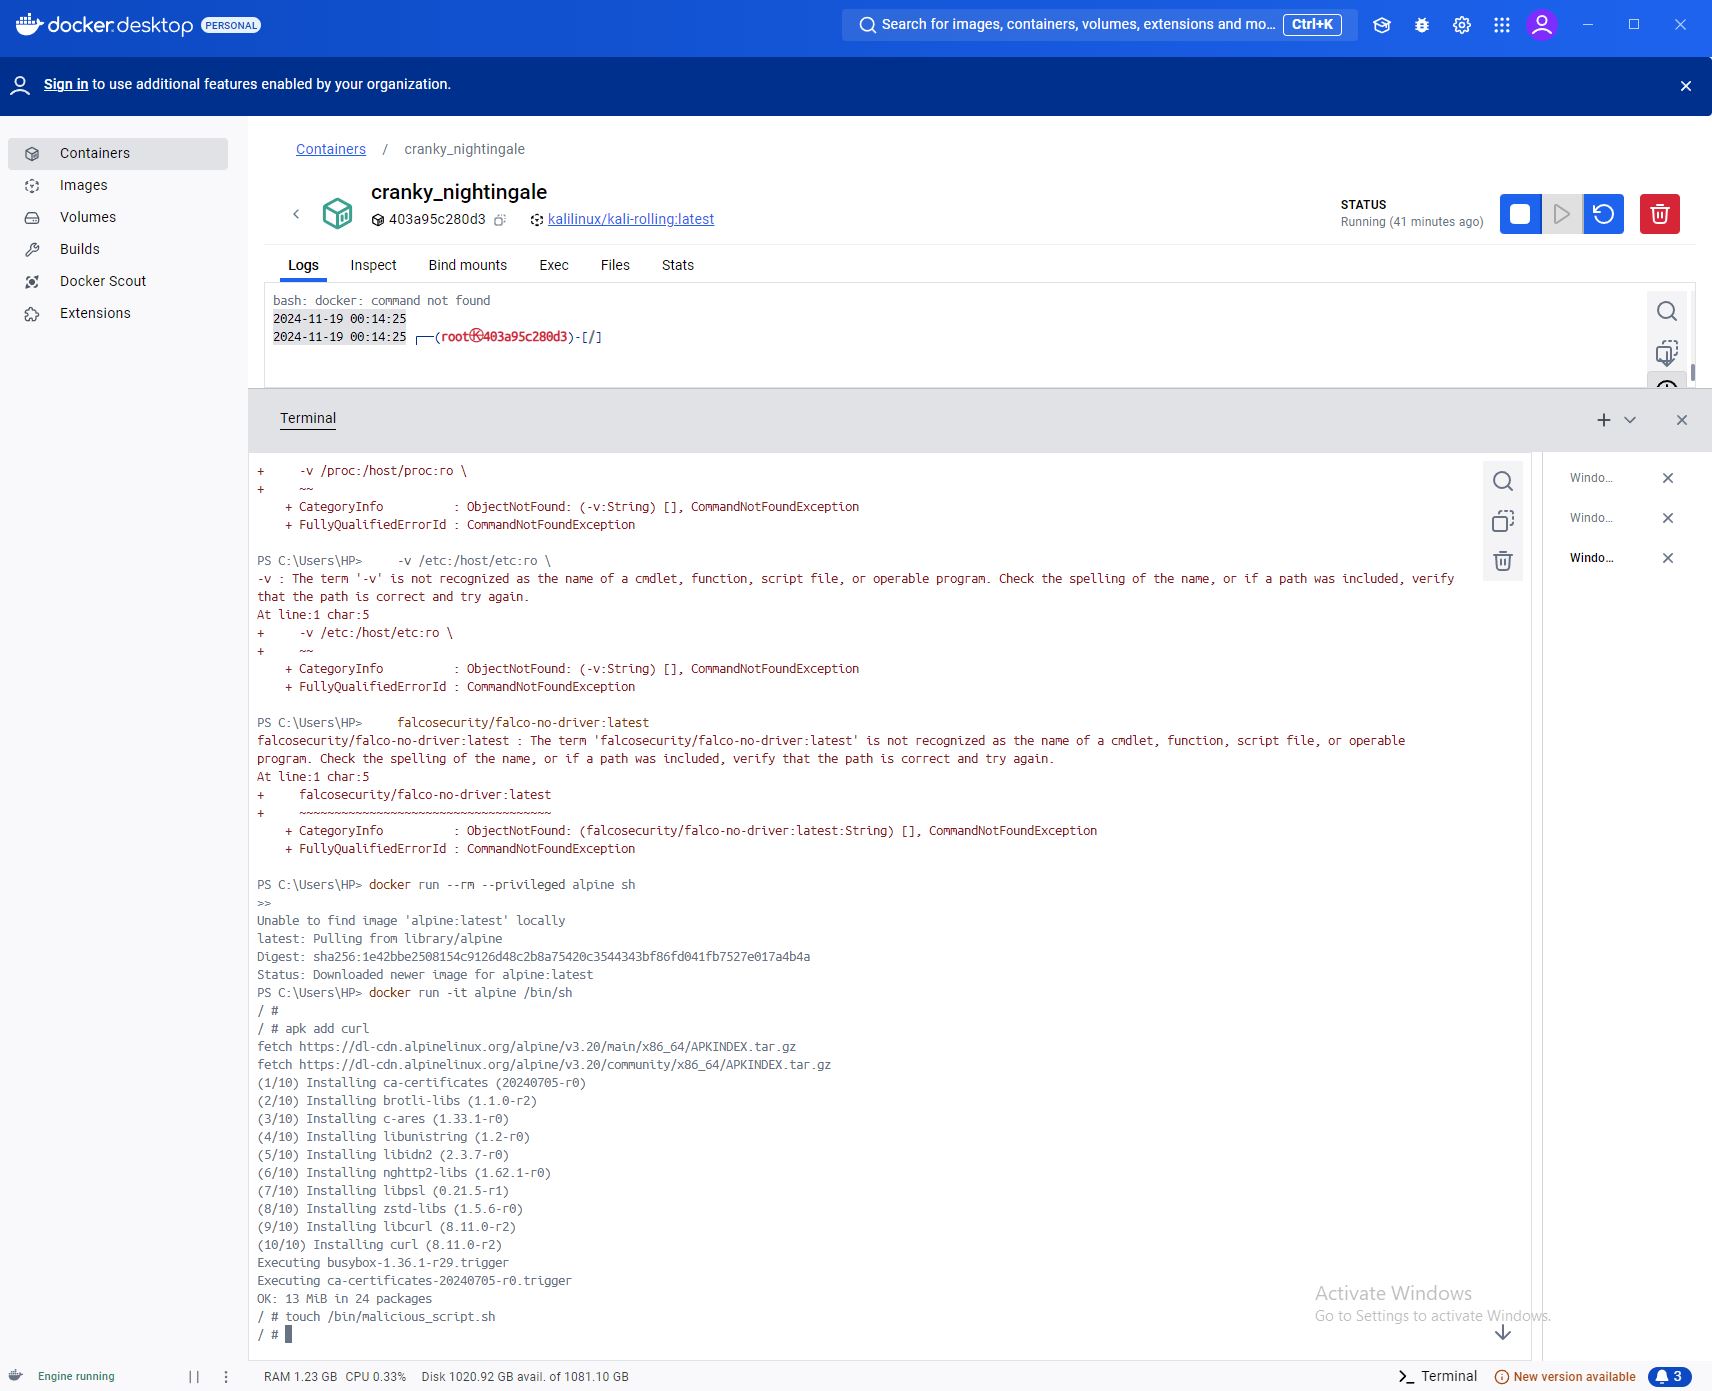 docker.desktop PERSONAL
Search for images, containers, volumes, extensions and mo... Ctrl+K
Sign in to use additional features enabled by your organization.
Containers
Images
Volumes
Builds
Docker Scout
Extensions
Containers / cranky_nightingale
cranky_nightingale
403a95c280d3 kalilinux/kali-rolling:latest
STATUS
Running (41 minutes ago)
Logs Inspect Bind mounts Exec Files Stats
bash: docker: command not found
2024-11-19 00:14:25
2024-11-19 00:14:25 ┌──(root㉿403a95c280d3)-[/]
Terminal
+     -v /proc:/host/proc:ro \
+     ~~
    + CategoryInfo          : ObjectNotFound: (-v:String) [], CommandNotFoundException
    + FullyQualifiedErrorId : CommandNotFoundException
PS C:\Users\HP>     -v /etc:/host/etc:ro \
-v : The term '-v' is not recognized as the name of a cmdlet, function, script file, or operable program. Check the spelling of the name, or if a path was included, verify
that the path is correct and try again.
At line:1 char:5
+     -v /etc:/host/etc:ro \
+     ~~
    + CategoryInfo          : ObjectNotFound: (-v:String) [], CommandNotFoundException
    + FullyQualifiedErrorId : CommandNotFoundException
PS C:\Users\HP>     falcosecurity/falco-no-driver:latest
falcosecurity/falco-no-driver:latest : The term 'falcosecurity/falco-no-driver:latest' is not recognized as the name of a cmdlet, function, script file, or operable
program. Check the spelling of the name, or if a path was included, verify that the path is correct and try again.
At line:1 char:5
+     falcosecurity/falco-no-driver:latest
+     ~~~~~~~~~~~~~~~~~~~~~~~~~~~~~~~~~~~~
    + CategoryInfo          : ObjectNotFound: (falcosecurity/falco-no-driver:latest:String) [], CommandNotFoundException
    + FullyQualifiedErrorId : CommandNotFoundException
PS C:\Users\HP> docker run --rm --privileged alpine sh
>>
Unable to find image 'alpine:latest' locally
latest: Pulling from library/alpine
Digest: sha256:1e42bbe2508154c9126d48c2b8a75420c3544343bf86fd041fb7527e017a4b4a
Status: Downloaded newer image for alpine:latest
PS C:\Users\HP> docker run -it alpine /bin/sh
/ #
/ # apk add curl
fetch https://dl-cdn.alpinelinux.org/alpine/v3.20/main/x86_64/APKINDEX.tar.gz
fetch https://dl-cdn.alpinelinux.org/alpine/v3.20/community/x86_64/APKINDEX.tar.gz
(1/10) Installing ca-certificates (20240705-r0)
(2/10) Installing brotli-libs (1.1.0-r2)
(3/10) Installing c-ares (1.33.1-r0)
(4/10) Installing libunistring (1.2-r0)
(5/10) Installing libidn2 (2.3.7-r0)
(6/10) Installing nghttp2-libs (1.62.1-r0)
(7/10) Installing libpsl (0.21.5-r1)
(8/10) Installing zstd-libs (1.5.6-r0)
(9/10) Installing libcurl (8.11.0-r2)
(10/10) Installing curl (8.11.0-r2)
Executing busybox-1.36.1-r29.trigger
Executing ca-certificates-20240705-r0.trigger
OK: 13 MiB in 24 packages
/ # touch /bin/malicious_script.sh
/ #
Windo...
Windo...
Windo...
Activate Windows
Go to Settings to activate Windows.
Engine running RAM 1.23 GB CPU 0.33% Disk 1020.92 GB avail. of 1081.10 GB Terminal New version available 3